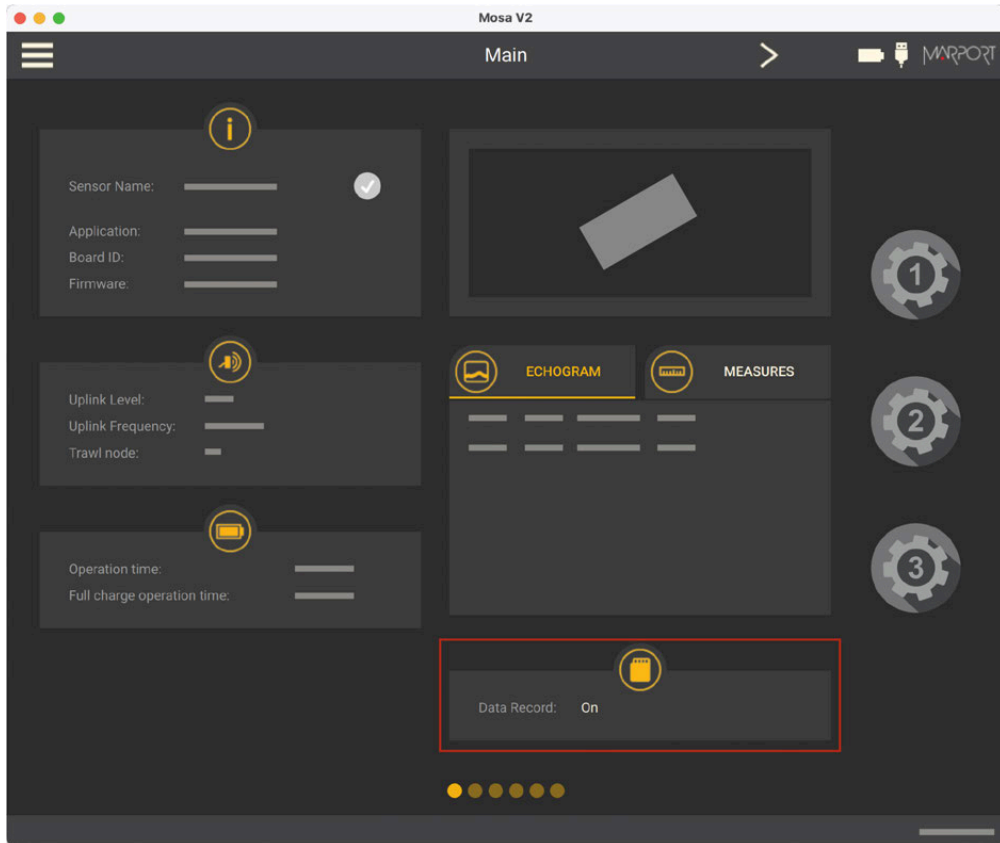 Mosa V2
Main
MARPORT
Sensor Name:
Application:
Board ID:
Firmware:
Uplink Level:
Uplink Frequency:
Trawl node:
Operation time:
Full charge operation time:
ECHOGRAM
MEASURES
Data Record: On
1
2
3